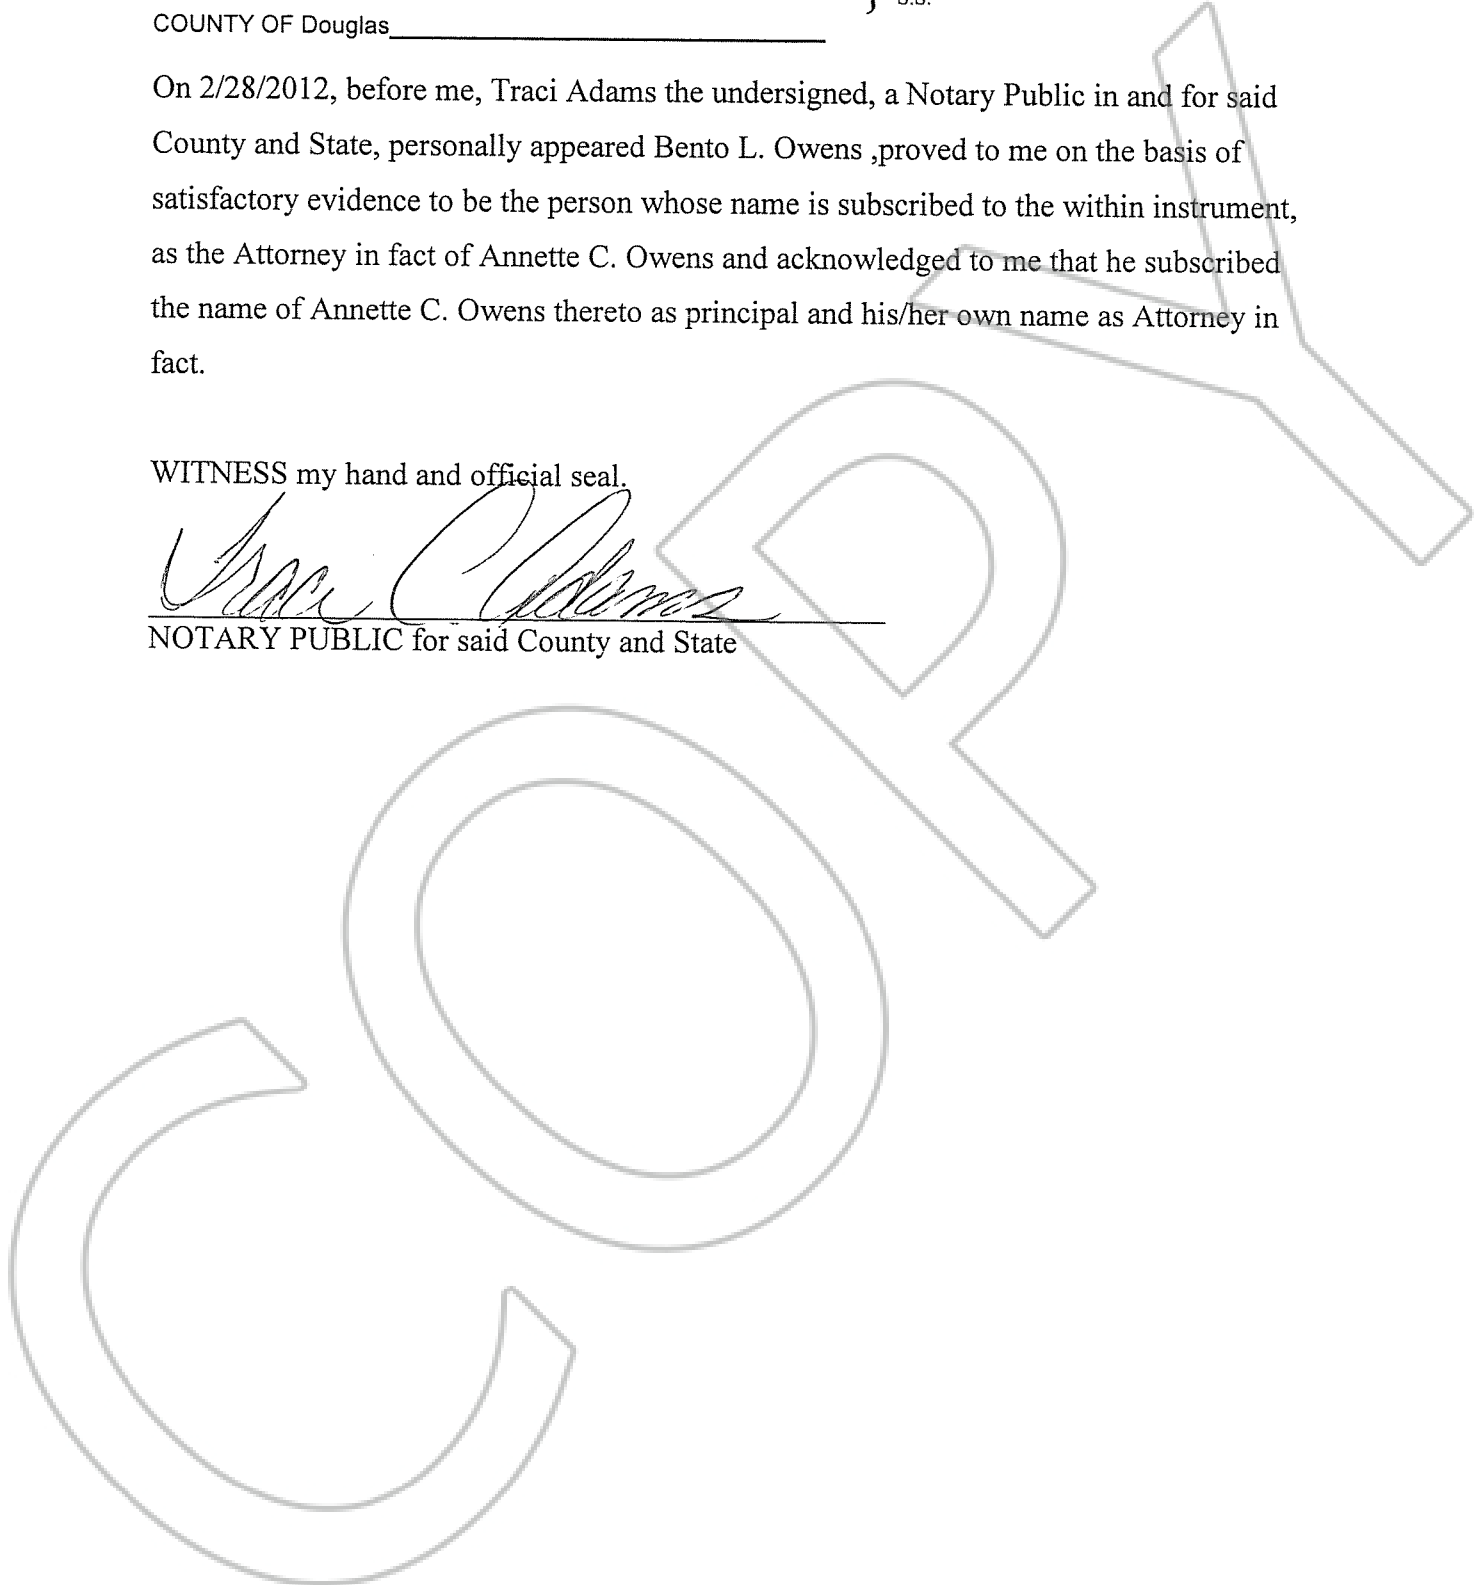 COUNTY OF Douglas
On 2/28/2012, before me, Traci Adams the undersigned, a Notary Public in and for said
County and State, personally appeared Bento L. Owens ,proved to me on the basis of
satisfactory evidence to be the person whose name is subscribed to the within instrument,
as the Attorney in fact of Annette C. Owens and acknowledged to me that he subscribed
the name of Annette C. Owens thereto as principal and his/her own name as Attorney in
fact.
WITNESS my hand and official seal.
Traci C Adams
NOTARY PUBLIC for said County and State
COPY